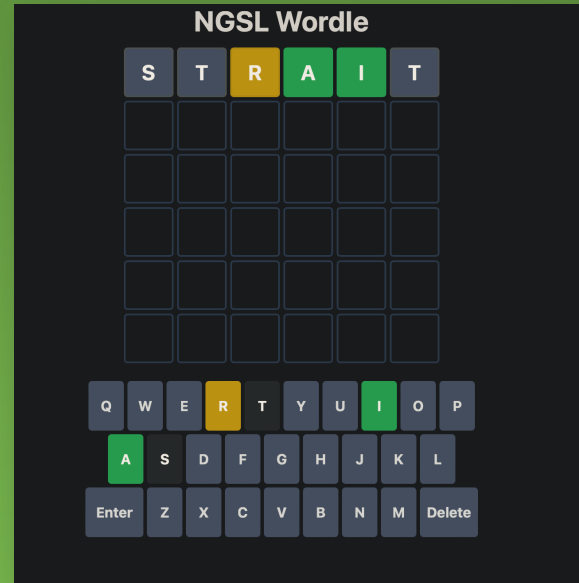 NGSL Wordle
S T R A I T
Q W E R T Y U I O P
A S D F G H J K L
Enter Z X C V B N M Delete